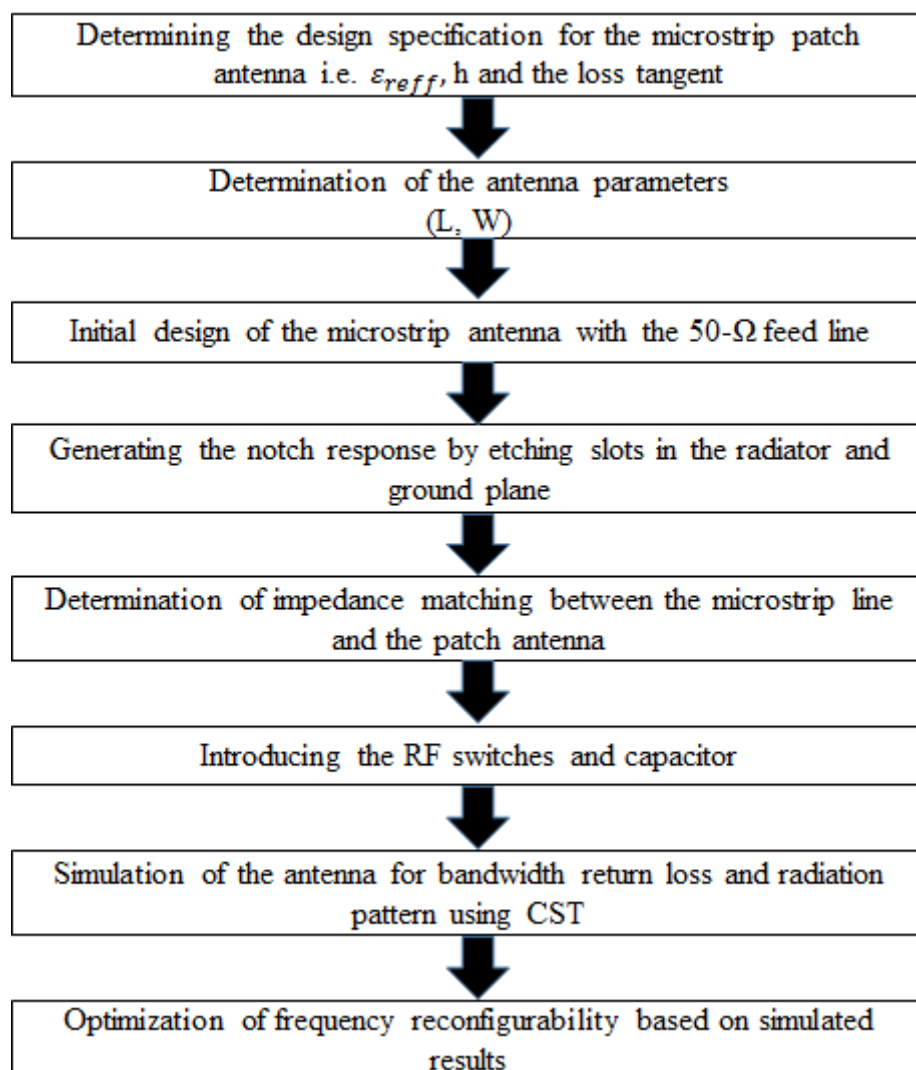 Determining the design specification for the microstrip patch
antenna i.e. ε_reff, h and the loss tangent
Determination of the antenna parameters
(L, W)
Initial design of the microstrip antenna with the 50-Ω feed line
Generating the notch response by etching slots in the radiator and
ground plane
Determination of impedance matching between the microstrip line
and the patch antenna
Introducing the RF switches and capacitor
Simulation of the antenna for bandwidth return loss and radiation
pattern using CST
Optimization of frequency reconfigurability based on simulated
results